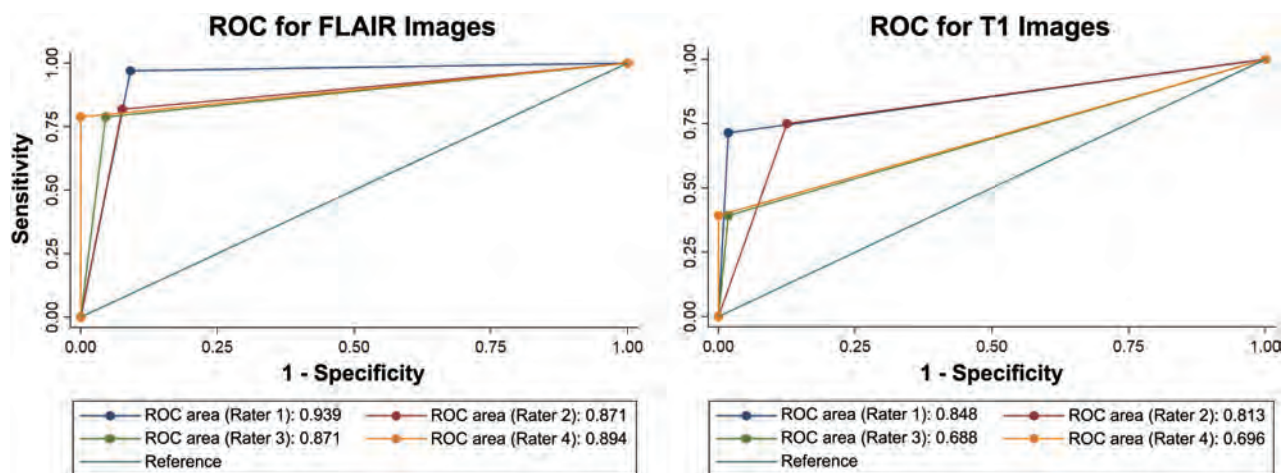 ROC for FLAIR Images
Sensitivity
1.00
0.75
0.50
0.25
0.00
0.00 0.25 0.50 0.75 1.00
1 - Specificity
ROC area (Rater 1): 0.939 ROC area (Rater 2): 0.871
ROC area (Rater 3): 0.871 ROC area (Rater 4): 0.894
Reference
ROC for T1 Images
1.00
0.75
0.50
0.25
0.00
0.00 0.25 0.50 0.75 1.00
1 - Specificity
ROC area (Rater 1): 0.848 ROC area (Rater 2): 0.813
ROC area (Rater 3): 0.688 ROC area (Rater 4): 0.696
Reference